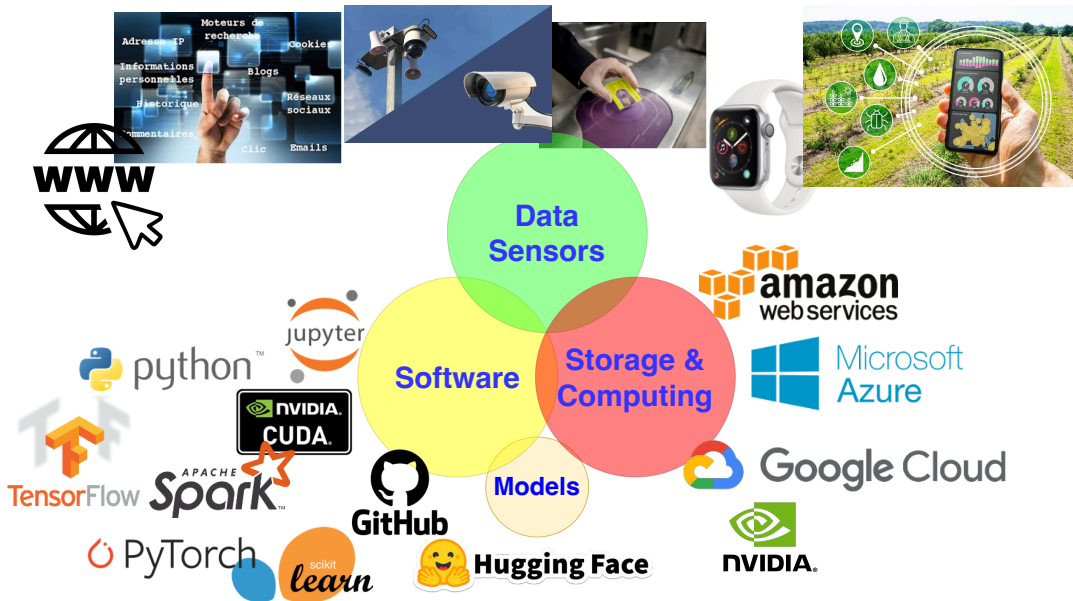 Moteurs de
recherche
Adresse IP
Cookies
Informations
personnelles
Blogs
Historique
Réseaux
sociaux
Commentaires
Clic
Emails
www
Data
Sensors
Software
Storage &
Computing
Models
jupyter
python™
NVIDIA.
CUDA.
TensorFlow
APACHE
Spark™
GitHub
PyTorch
scikit
learn
Hugging Face
amazon
web services
Microsoft
Azure
Google Cloud
NVIDIA.